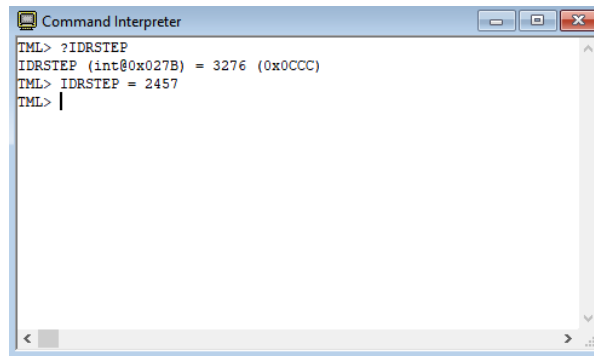 Command Interpreter
TML> ?IDRSTEP
IDRSTEP (int@0x027B) = 3276 (0x0CCC)
TML> IDRSTEP = 2457
TML>